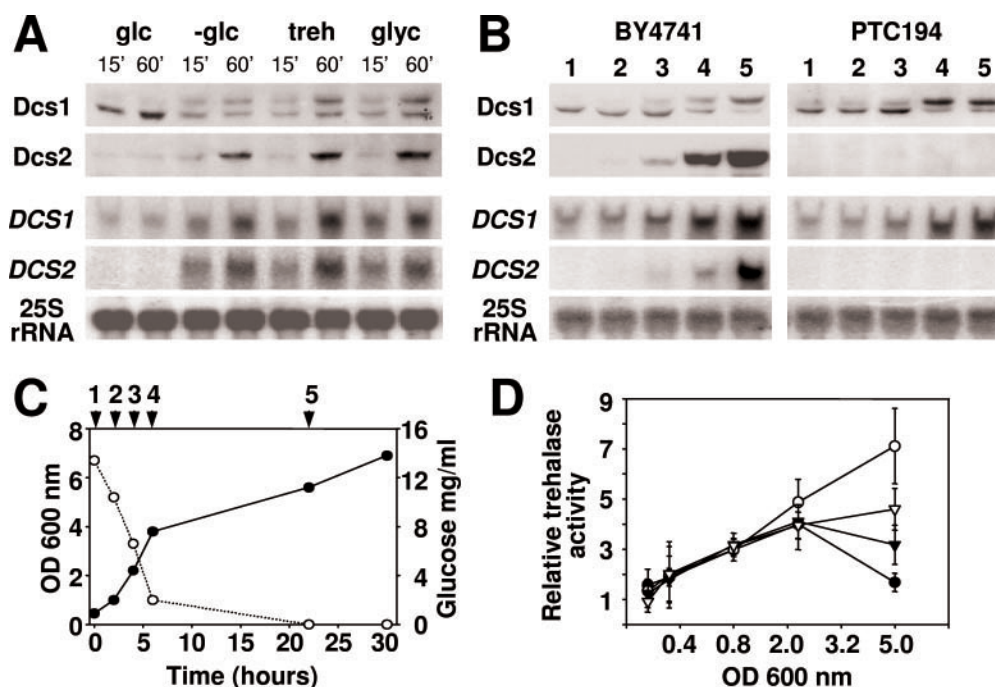 A
glc -glc treh glyc
15' 60' 15' 60' 15' 60' 15' 60'
Dcs1
Dcs2
DCS1
DCS2
25S
rRNA
B
BY4741 PTC194
1 2 3 4 5 1 2 3 4 5
Dcs1
Dcs2
DCS1
DCS2
25S
rRNA
C
1 2 3 4 5
8
6
4
2
0
OD 600 nm
16
12
8
4
0
Glucose mg/ml
0 5 10 15 20 25 30
Time (hours)
D
9
7
5
3
1
Relative trehalase
activity
0.4 0.8 2.0 3.2 5.0
OD 600 nm